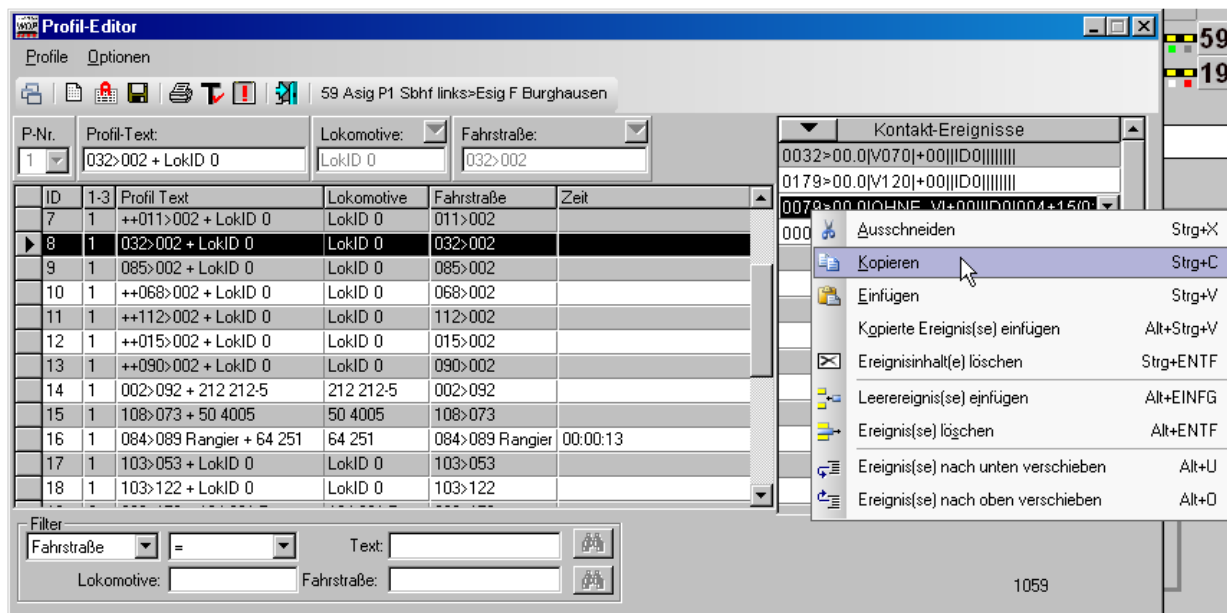 Profil-Editor
Profile Optionen
59 Asig P1 Sbhf links>Esig F Burghausen
59
19
P-Nr. Profil-Text: Lokomotive: Fahrstraße:
1 032>002 + LokID 0 LokID 0 032>002
Kontakt-Ereignisse
0032>00.0|V070|+00||ID0||||||||
0179>00.0|V120|+00||ID0||||||||
0079>00.0|OHNE_V|+00||ID0|004+15(0:
000
ID 1-3 Profil Text Lokomotive Fahrstraße Zeit
7 1 ++011>002 + LokID 0 LokID 0 011>002
8 1 032>002 + LokID 0 LokID 0 032>002
9 1 085>002 + LokID 0 LokID 0 085>002
10 1 ++068>002 + LokID 0 LokID 0 068>002
11 1 ++112>002 + LokID 0 LokID 0 112>002
12 1 ++015>002 + LokID 0 LokID 0 015>002
13 1 ++090>002 + LokID 0 LokID 0 090>002
14 1 002>092 + 212 212-5 212 212-5 002>092
15 1 108>073 + 50 4005 50 4005 108>073
16 1 084>089 Rangier + 64 251 64 251 084>089 Rangier 00:00:13
17 1 103>053 + LokID 0 LokID 0 103>053
18 1 103>122 + LokID 0 LokID 0 103>122
Ausschneiden Strg+X
Kopieren Strg+C
Einfügen Strg+V
Kopierte Ereignis(se) einfügen Alt+Strg+V
Ereignisinhalt(e) löschen Strg+ENTF
Leerereignis(se) einfügen Alt+EINFG
Ereignis(se) löschen Alt+ENTF
Ereignis(se) nach unten verschieben Alt+U
Ereignis(se) nach oben verschieben Alt+O
Filter
Fahrstraße = Text:
Lokomotive: Fahrstraße:
1059